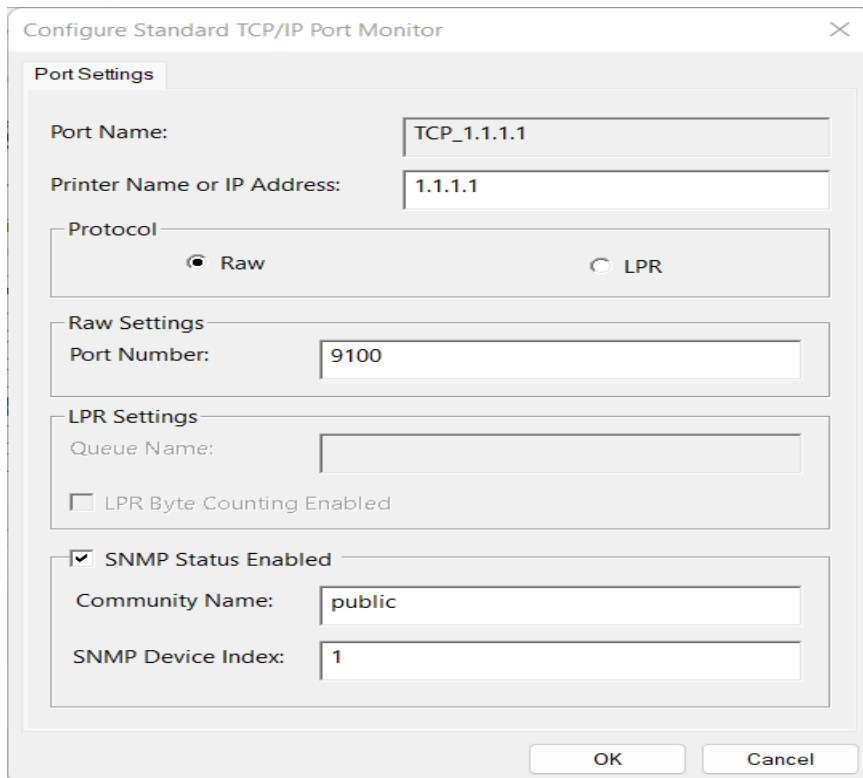 Configure Standard TCP/IP Port Monitor
Port Settings
Port Name: TCP_1.1.1.1
Printer Name or IP Address: 1.1.1.1
Protocol
Raw LPR
Raw Settings
Port Number: 9100
LPR Settings
Queue Name:
LPR Byte Counting Enabled
SNMP Status Enabled
Community Name: public
SNMP Device Index: 1
OK Cancel